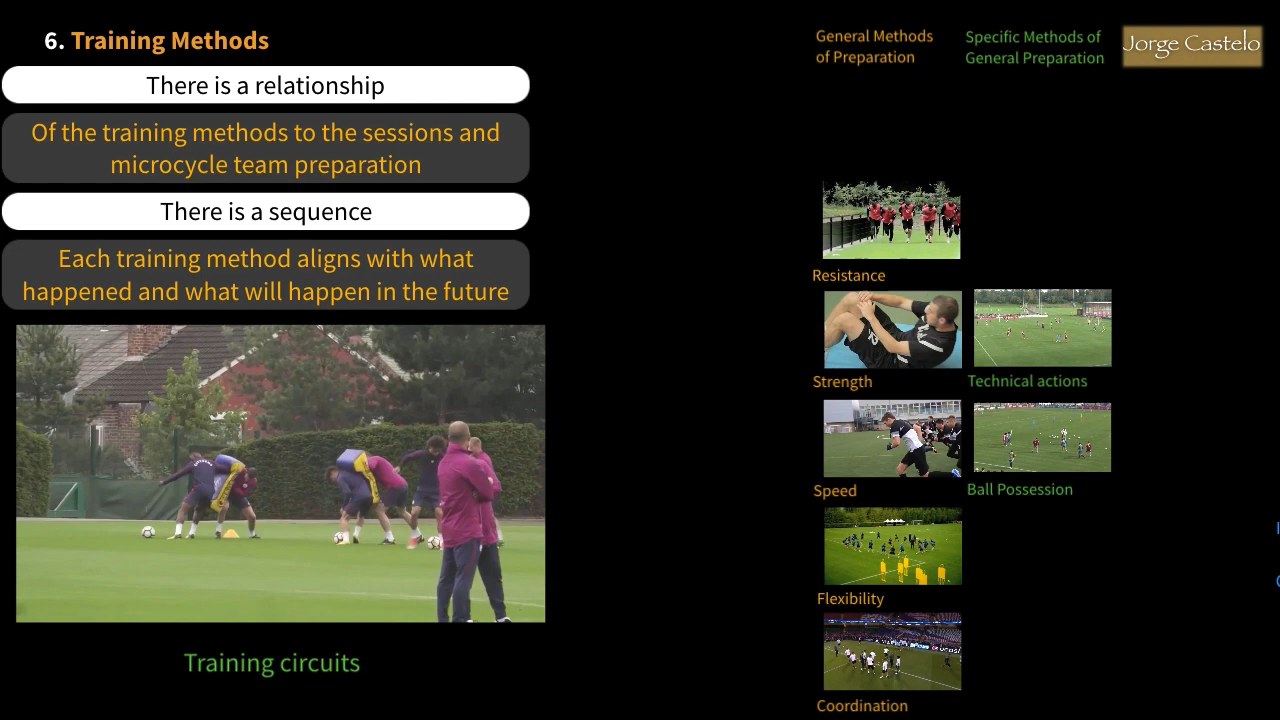 6. Training Methods
There is a relationship
Of the training methods to the sessions and
microcycle team preparation
There is a sequence
Each training method aligns with what
happened and what will happen in the future
Training circuits
General Methods
of Preparation
Specific Methods of
General Preparation
Jorge Castelo
Resistance
Strength
Technical actions
Speed
Ball Possession
Flexibility
Coordination